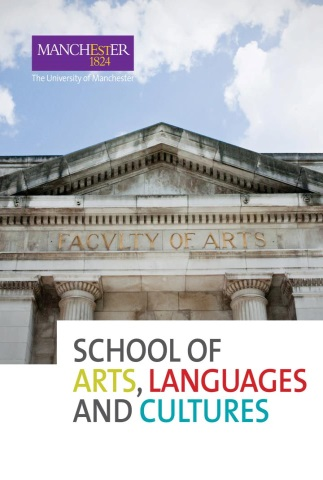 MANCHESTER
1824
The University of Manchester
FACVLTY OF ARTS
SCHOOL OF
ARTS, LANGUAGES
AND CULTURES